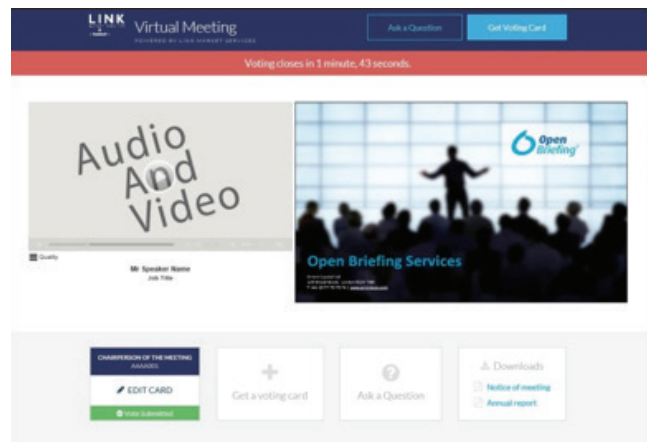 LINK
Virtual Meeting
POWERED BY LINK MARKET SERVICES
Ask a Question
Get Voting Card
Voting closes in 1 minute, 43 seconds.
Audio
And
Video
Open
Briefing
Quality
Mr Speaker Name
Job Title
Open Briefing Services
CHAIRPERSON OF THE MEETING
EDIT CARD
Vote Submitted
Get a voting card
Ask a Question
Downloads
Notice of meeting
Annual report